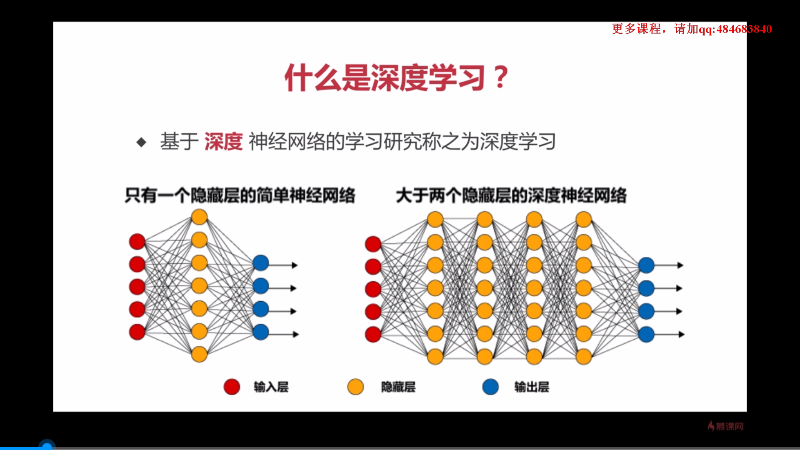 更多课程，请加qq:484683840
什么是深度学习？
基于 深度 神经网络的学习研究称之为深度学习
只有一个隐藏层的简单神经网络
大于两个隐藏层的深度神经网络
输入层
隐藏层
输出层
慕课网